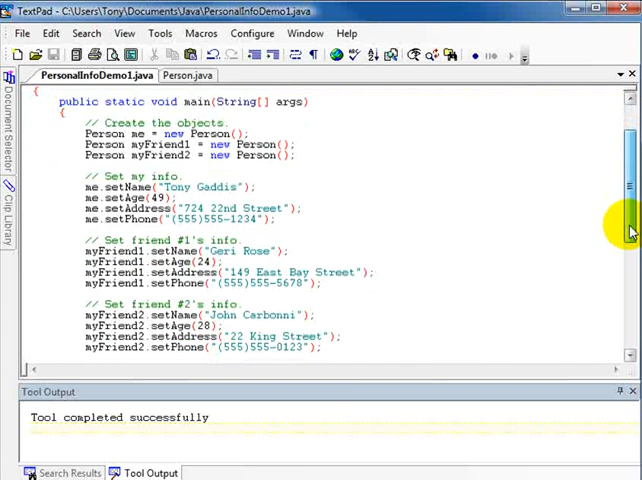 TextPad - C:\Users\Tony\Documents\Java\PersonalInfoDemo1.java
File Edit Search View Tools Macros Configure Window Help
PersonalInfoDemo1.java Person.java
Document Selector
Clip Library
{
public static void main(String[] args)
{
// Create the objects.
Person me = new Person();
Person myFriend1 = new Person();
Person myFriend2 = new Person();
// Set my info.
me.setName("Tony Gaddis");
me.setAge(49);
me.setAddress("724 22nd Street");
me.setPhone("(555)555-1234");
// Set friend #1's info.
myFriend1.setName("Geri Rose");
myFriend1.setAge(24);
myFriend1.setAddress("149 East Bay Street");
myFriend1.setPhone("(555)555-5678");
// Set friend #2's info.
myFriend2.setName("John Carbonni");
myFriend2.setAge(28);
myFriend2.setAddress("22 King Street");
myFriend2.setPhone("(555)555-0123");
Tool Output
Tool completed successfully
Search Results Tool Output